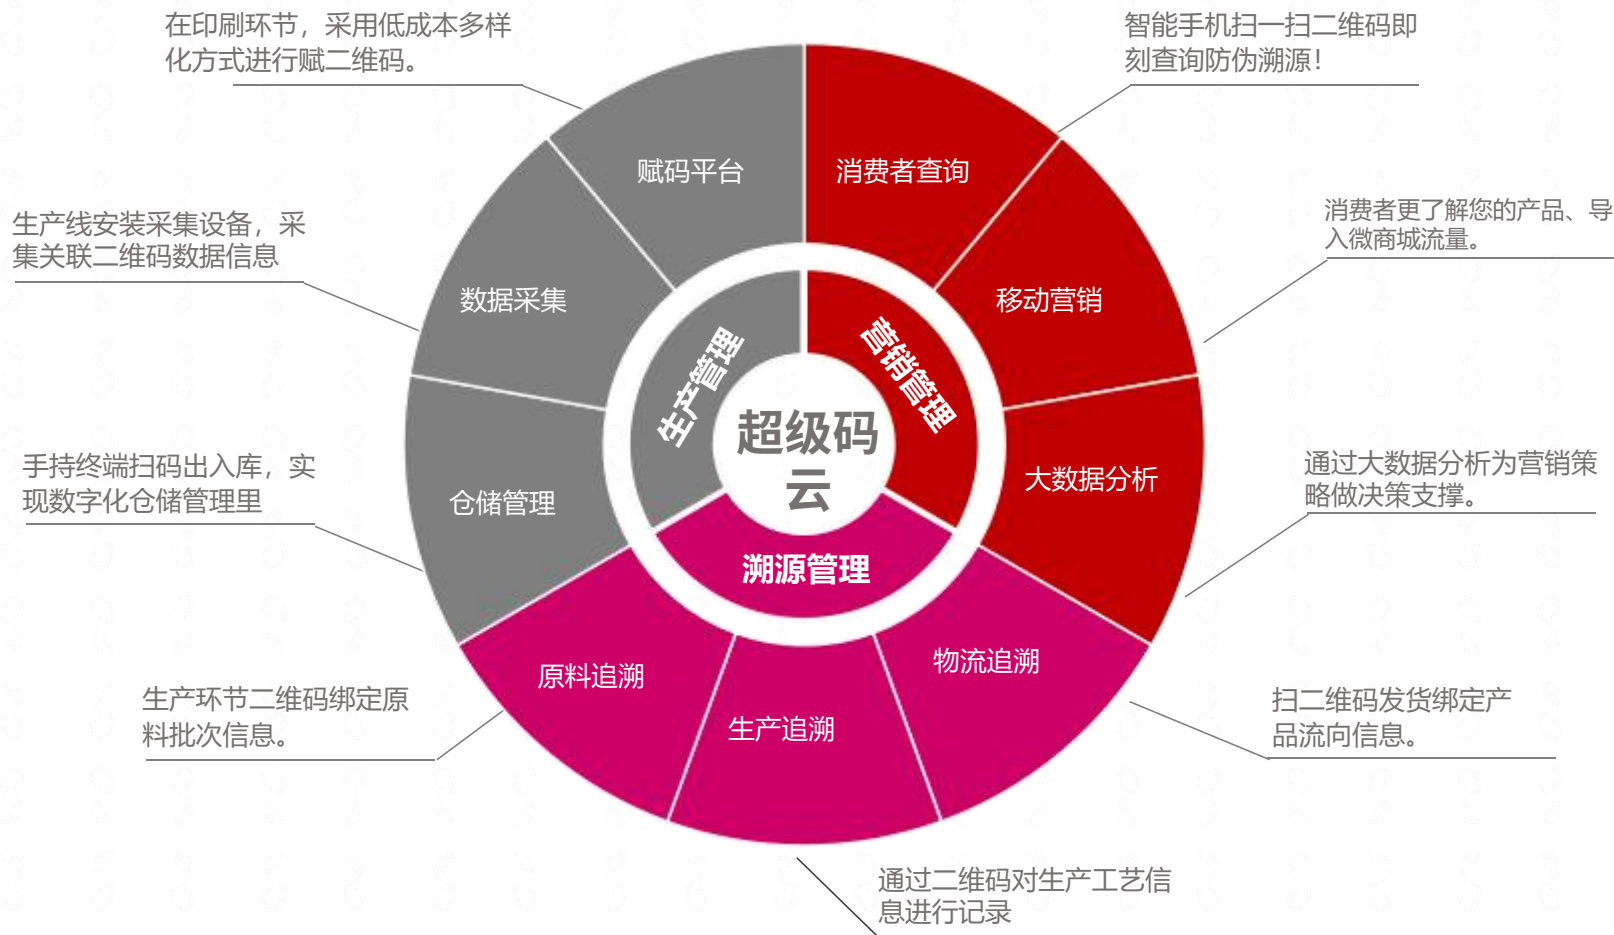 在印刷环节，采用低成本多样
化方式进行赋二维码。
智能手机扫一扫二维码即
刻查询防伪溯源！
赋码平台
消费者查询
生产线安装采集设备，采
集关联二维码数据信息
消费者更了解您的产品、导
入微商城流量。
数据采集
移动营销
生产管理
营销管理
超级码
云
手持终端扫码出入库，实
现数字化仓储管理里
仓储管理
大数据分析
通过大数据分析为营销策
略做决策支撑。
溯源管理
原料追溯
生产追溯
物流追溯
生产环节二维码绑定原
料批次信息。
扫二维码发货绑定产
品流向信息。
通过二维码对生产工艺信
息进行记录